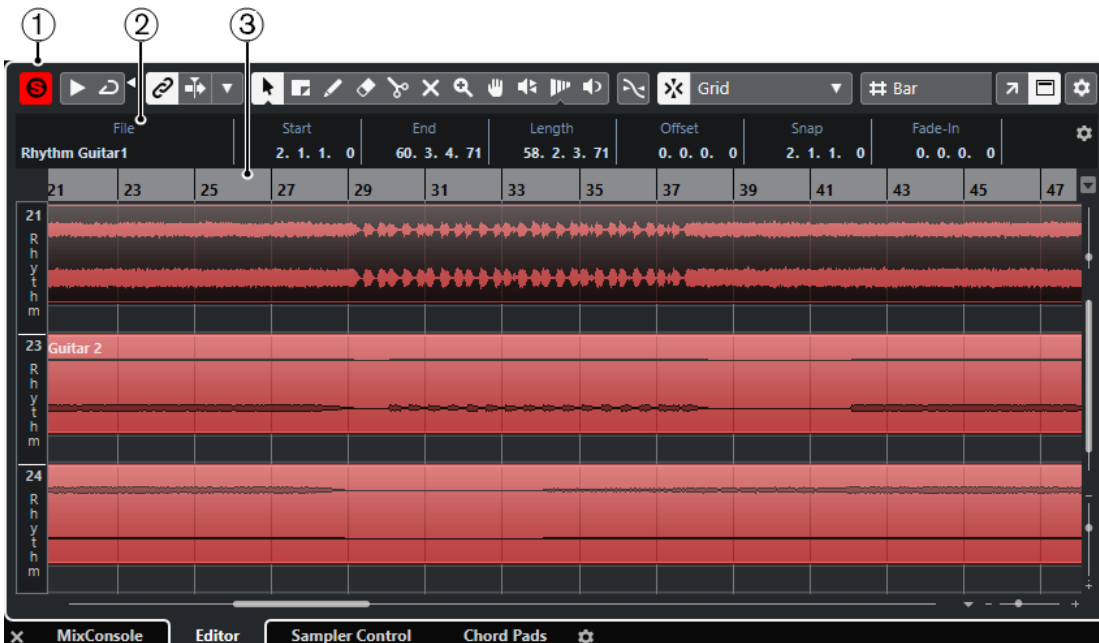 1 2 3
S Grid Bar
File Start End Length Offset Snap Fade-In
Rhythm Guitar1 2. 1. 1. 0 60. 3. 4. 71 58. 2. 3. 71 0. 0. 0. 0 2. 1. 1. 0 0. 0. 0. 0
21 23 25 27 29 31 33 35 37 39 41 43 45 47
21
Rhythm
23 Guitar 2
Rhythm
24
Rhythm
MixConsole Editor Sampler Control Chord Pads